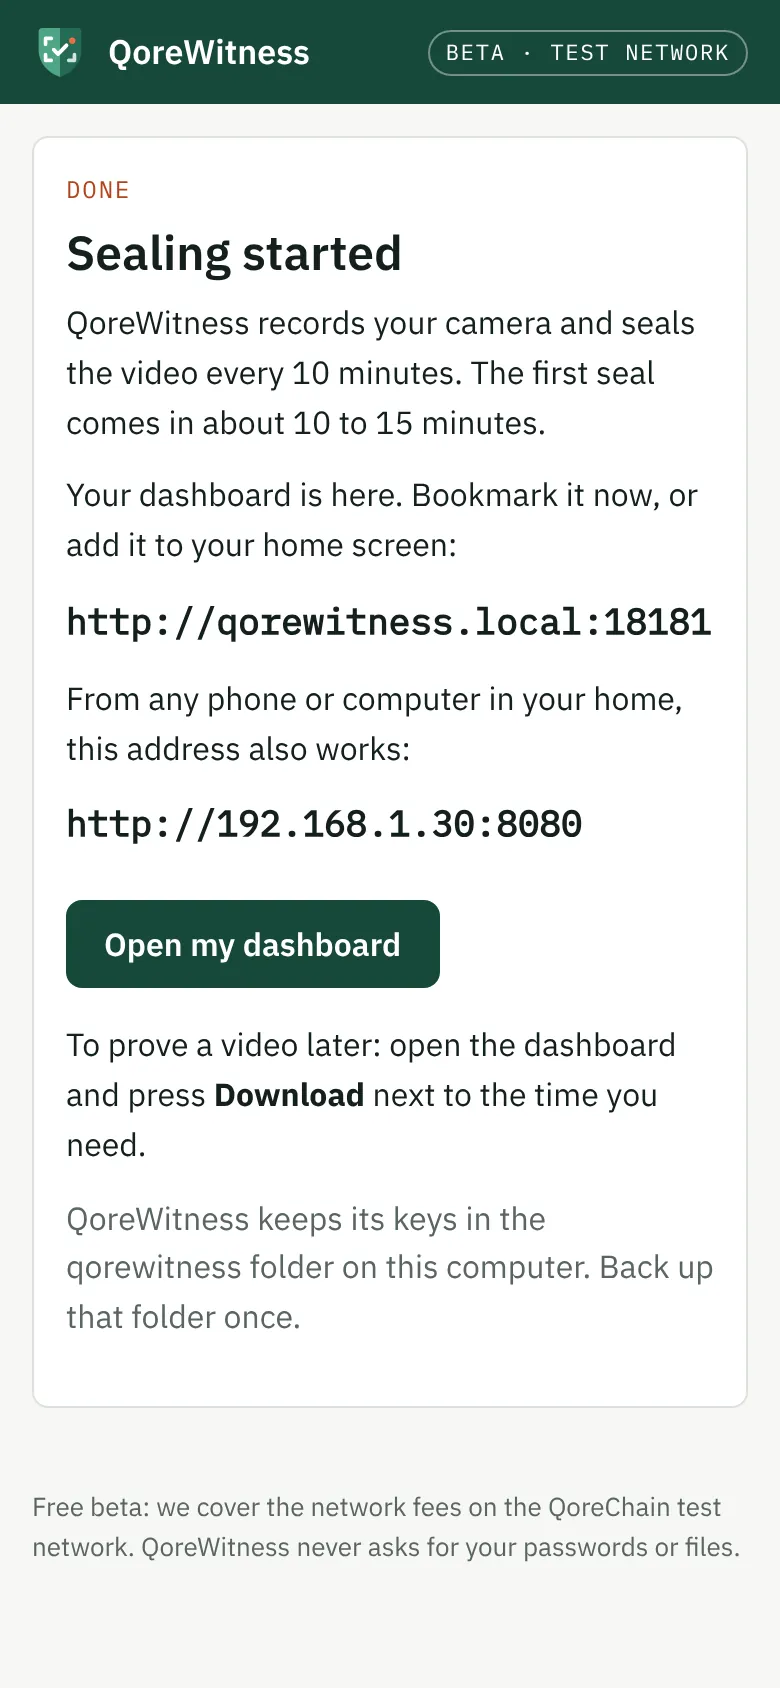 QoreWitness
BETA · TEST NETWORK
DONE
Sealing started
QoreWitness records your camera and seals
the video every 10 minutes. The first seal
comes in about 10 to 15 minutes.
Your dashboard is here. Bookmark it now, or
add it to your home screen:
http://qorewitness.local:18181
From any phone or computer in your home,
this address also works:
http://192.168.1.30:8080
Open my dashboard
To prove a video later: open the dashboard
and press Download next to the time you
need.
QoreWitness keeps its keys in the
qorewitness folder on this computer. Back up
that folder once.
Free beta: we cover the network fees on the QoreChain test
network. QoreWitness never asks for your passwords or files.